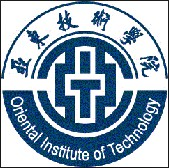 亞東技術學院
Oriental Institute of Technology